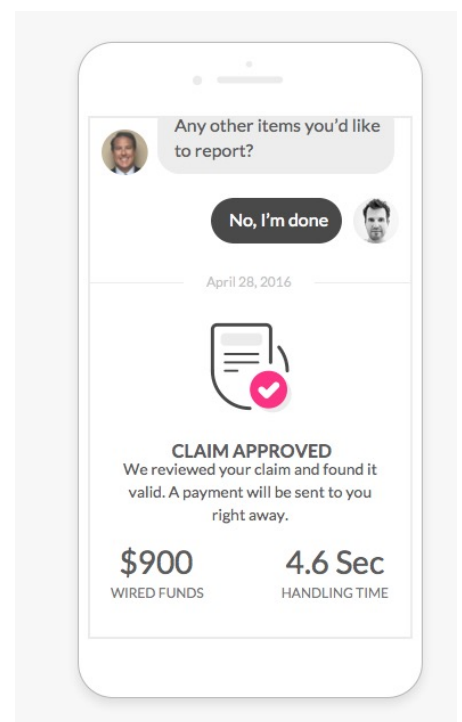 Any other items you'd like
to report?
No, I'm done
April 28, 2016
CLAIM APPROVED
We reviewed your claim and found it
valid. A payment will be sent to you
right away.
$900
WIRED FUNDS
4.6 Sec
HANDLING TIME